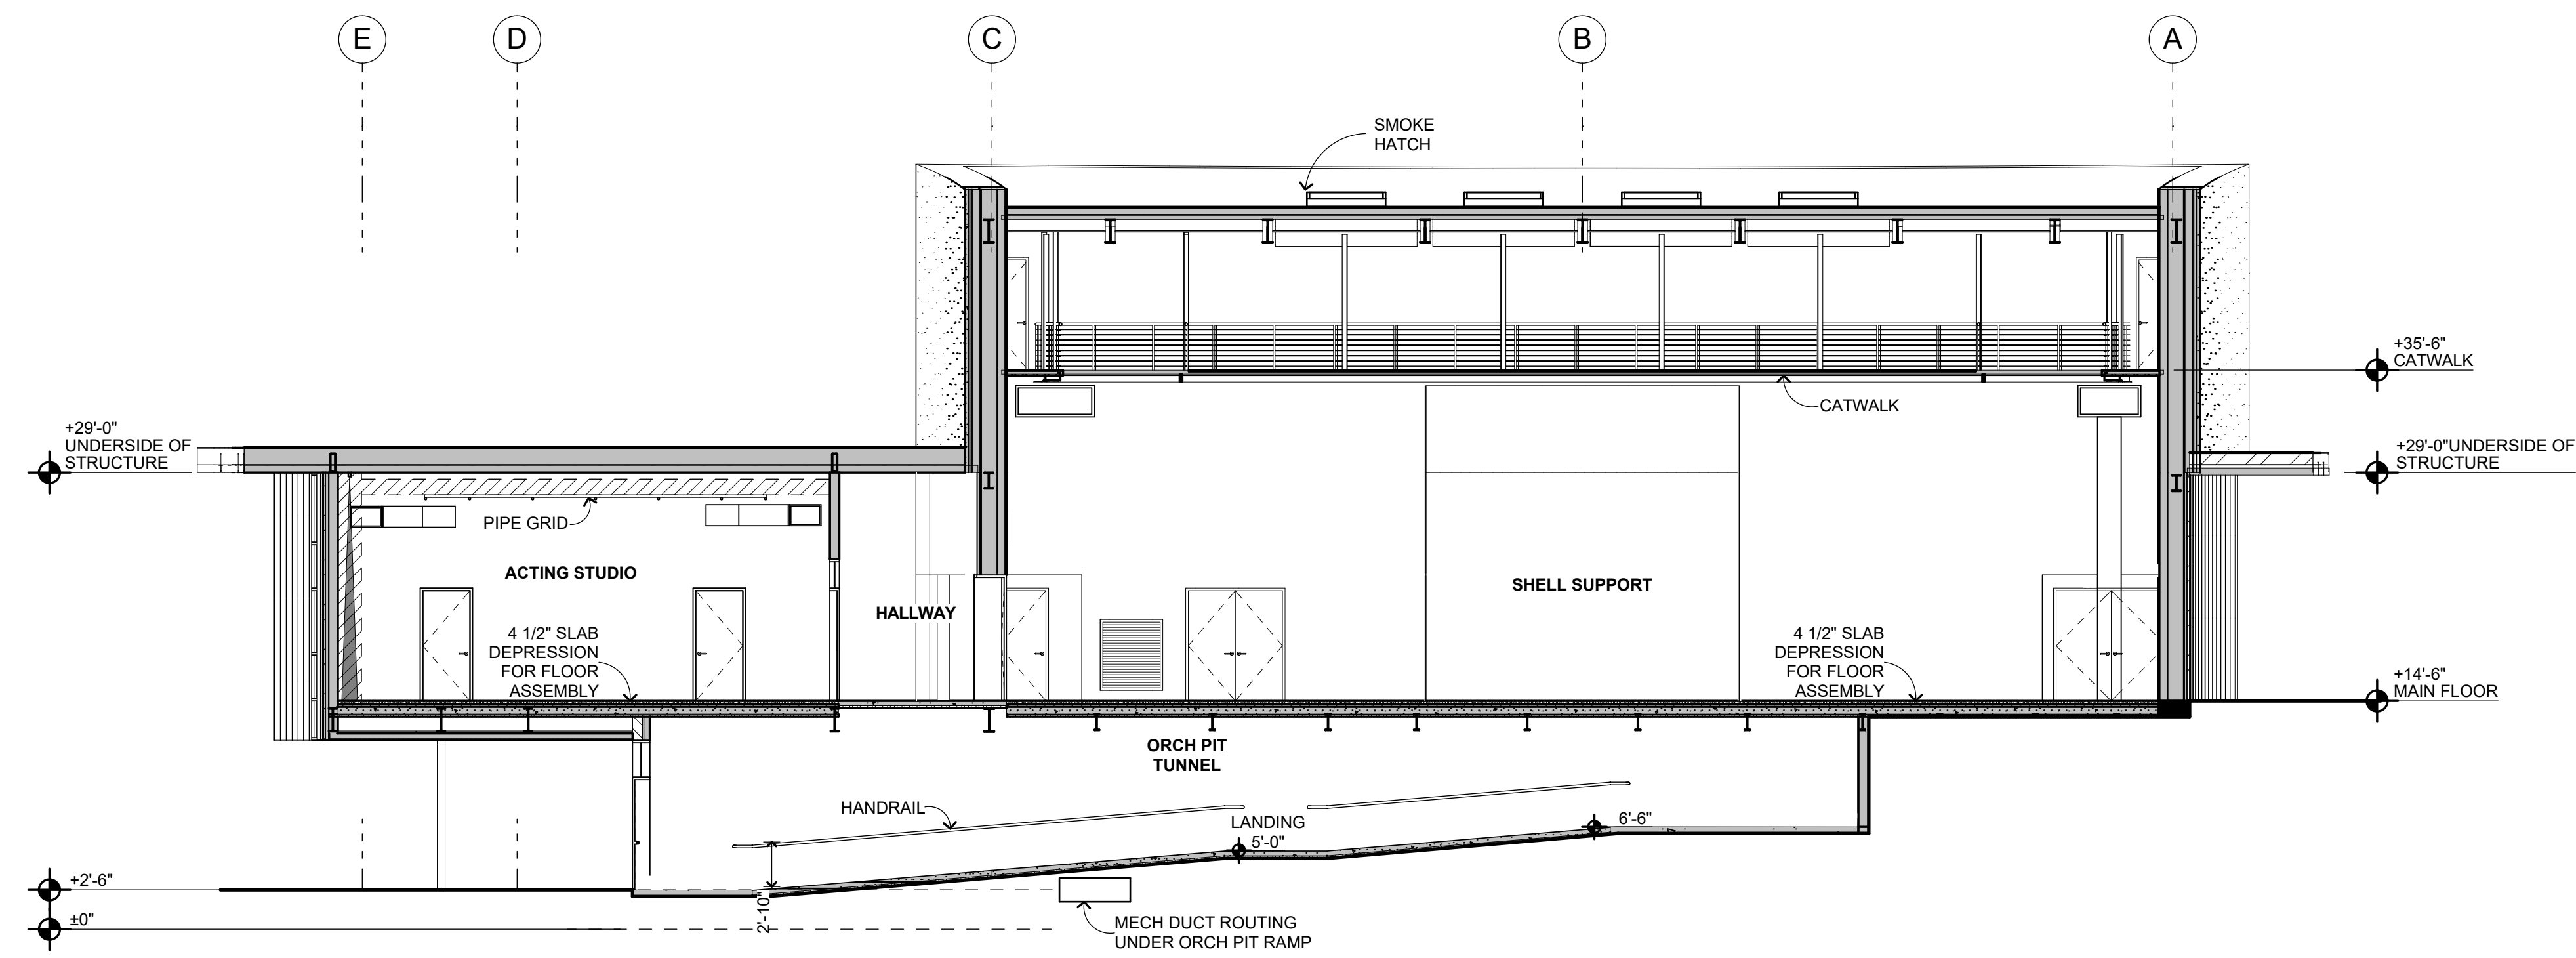 E
D
C
B
A
SMOKE
HATCH
+35'-6"
CATWALK
CATWALK
+29'-0"
UNDERSIDE OF
STRUCTURE
+29'-0"UNDERSIDE OF
STRUCTURE
PIPE GRID
ACTING STUDIO
SHELL SUPPORT
HALLWAY
4 1/2" SLAB
DEPRESSION
FOR FLOOR
ASSEMBLY
4 1/2" SLAB
DEPRESSION
FOR FLOOR
ASSEMBLY
+14'-6"
MAIN FLOOR
ORCH PIT
TUNNEL
HANDRAIL
LANDING
5'-0"
6'-6"
+2'-6"
±0"
2'-10"
MECH DUCT ROUTING
UNDER ORCH PIT RAMP